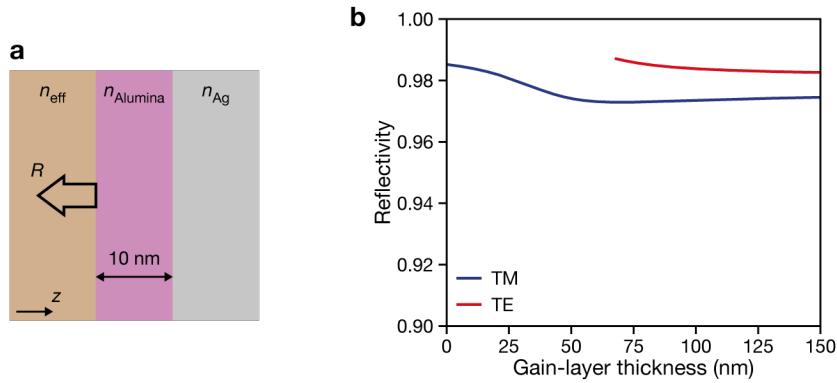 a
n_eff n_Alumina n_Ag
R
10 nm
z
b
1.00
0.98
0.96
0.94
0.92
0.90
Reflectivity
TM
TE
0 25 50 75 100 125 150
Gain-layer thickness (nm)